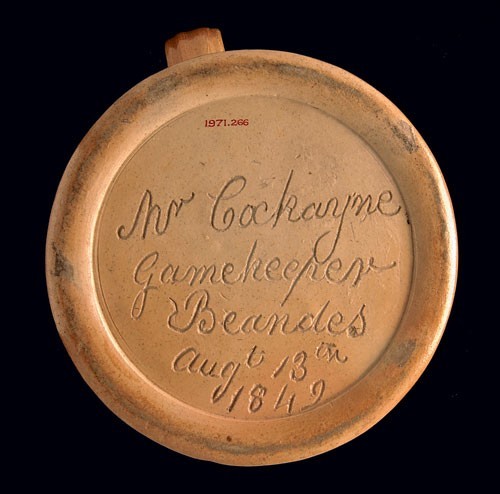 1971.266
Mr Cockayne
Gamekeeper
Beandes
Augt 13th
1849